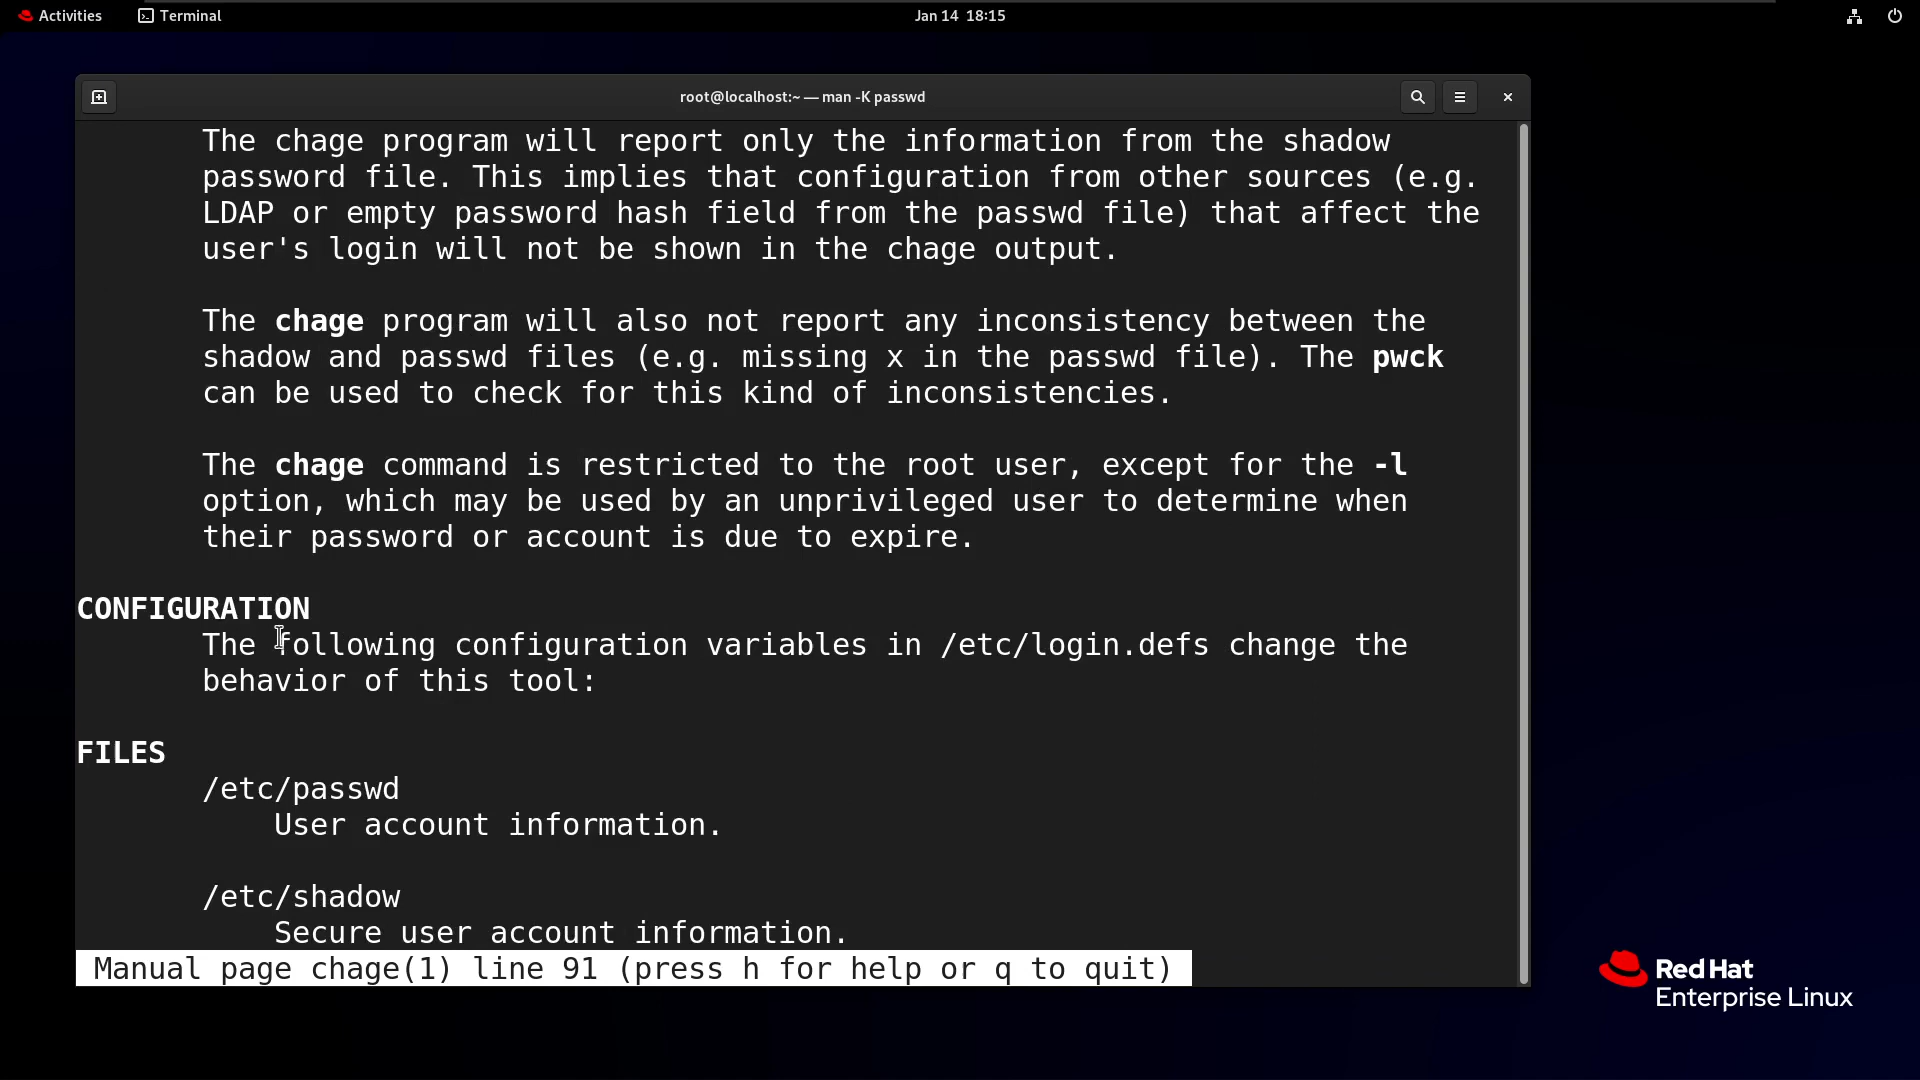 Activities
Terminal
Jan 14 18:15
root@localhost:~ — man -K passwd
The chage program will report only the information from the shadow
password file. This implies that configuration from other sources (e.g.
LDAP or empty password hash field from the passwd file) that affect the
user's login will not be shown in the chage output.
The chage program will also not report any inconsistency between the
shadow and passwd files (e.g. missing x in the passwd file). The pwck
can be used to check for this kind of inconsistencies.
The chage command is restricted to the root user, except for the -l
option, which may be used by an unprivileged user to determine when
their password or account is due to expire.
CONFIGURATION
The following configuration variables in /etc/login.defs change the
behavior of this tool:
FILES
/etc/passwd
User account information.
/etc/shadow
Secure user account information.
Manual page chage(1) line 91 (press h for help or q to quit)
Red Hat
Enterprise Linux